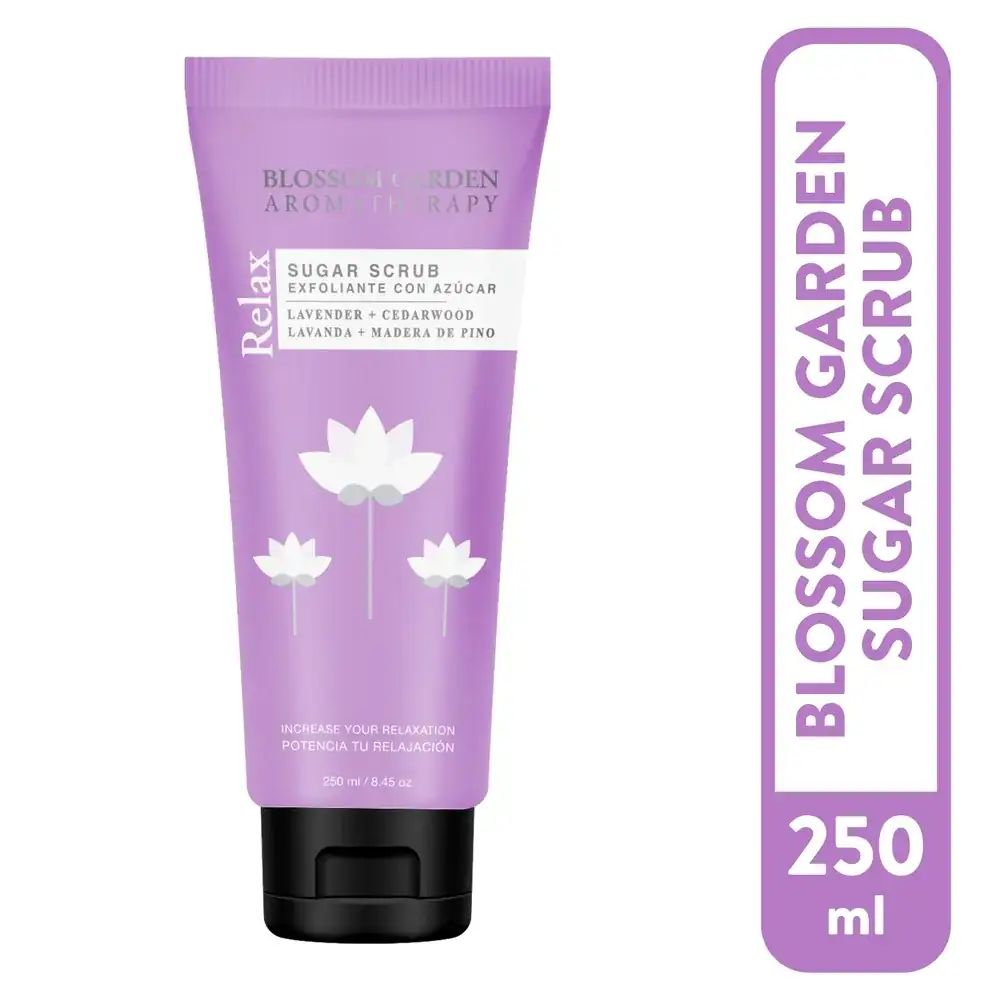 BLOSSOM GARDEN
AROMATHERAPY
Relax
SUGAR SCRUB
EXFOLIANTE CON AZÚCAR
LAVENDER + CEDARWOOD
LAVANDA + MADERA DE PINO
INCREASE YOUR RELAXATION
POTENCIA TU RELAJACIÓN
250 ml / 8.45 oz
BLOSSOM GARDEN
SUGAR SCRUB
250
ml